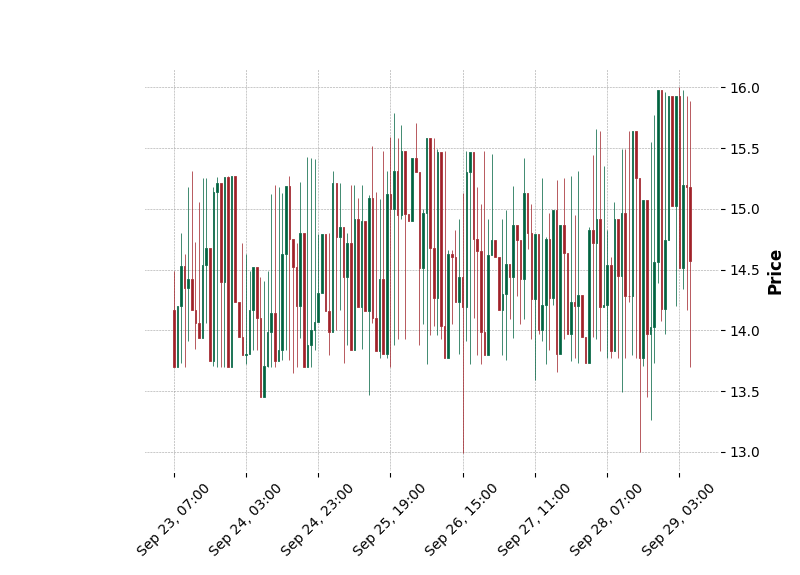 16.0
15.5
15.0
14.5
14.0
13.5
13.0
Price
Sep 23, 07:00
Sep 24, 03:00
Sep 24, 23:00
Sep 25, 19:00
Sep 26, 15:00
Sep 27, 11:00
Sep 28, 07:00
Sep 29, 03:00